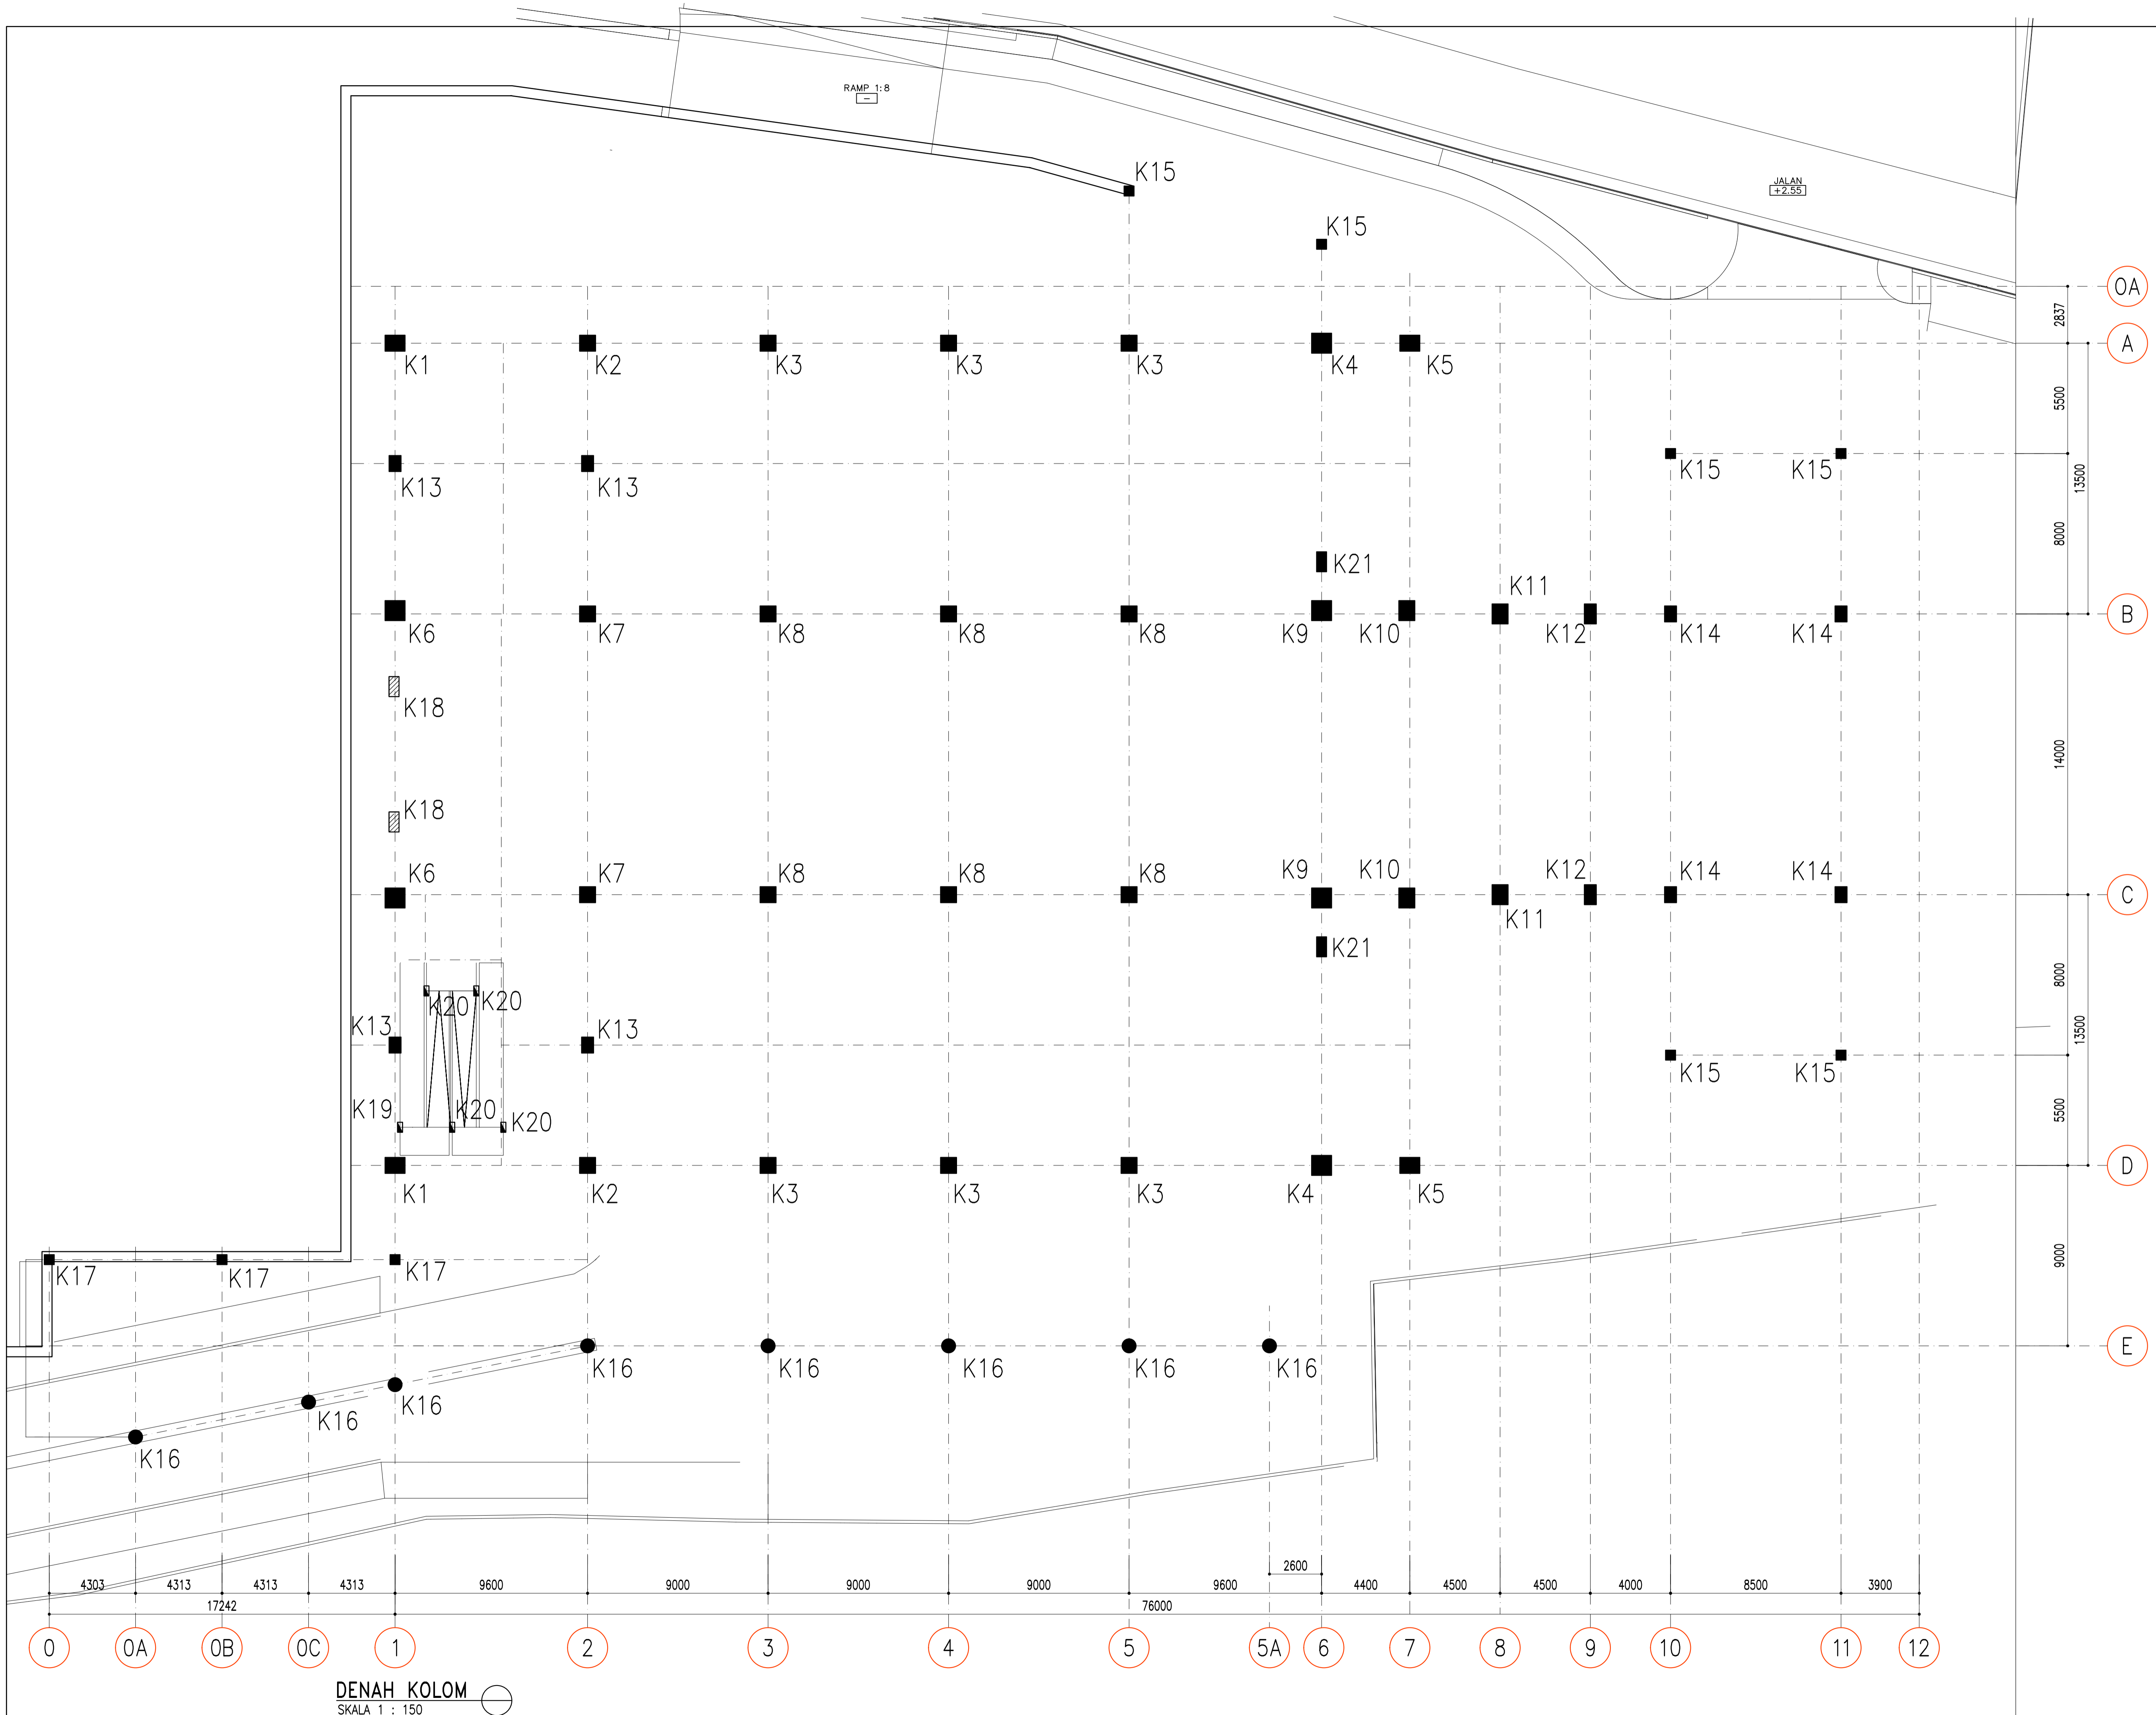 RAMP 1:8
–
K15
JALAN
+2.55
K15
0A
2837
A
K1
K2
K3
K3
K3
K4
K5
5500
K15
K15
13500
K13
K13
8000
K21
K11
B
K6
K7
K8
K8
K8
K9
K10
K12
K14
K14
K18
14000
K18
K6
K7
K8
K8
K8
K9
K10
K12
K14
K14
C
K11
K21
8000
K20
K20
K13
K13
13500
K15
K15
K19
K20
K20
5500
D
K1
K2
K3
K3
K3
K4
K5
9000
K17
K17
K17
E
K16
K16
K16
K16
K16
K16
K16
K16
2600
4303
4313
4313
4313
9600
9000
9000
9000
9600
4400
4500
4500
4000
8500
3900
17242
76000
0
0A
0B
0C
1
2
3
4
5
5A
6
7
8
9
10
11
12
DENAH KOLOM
SKALA 1 : 150